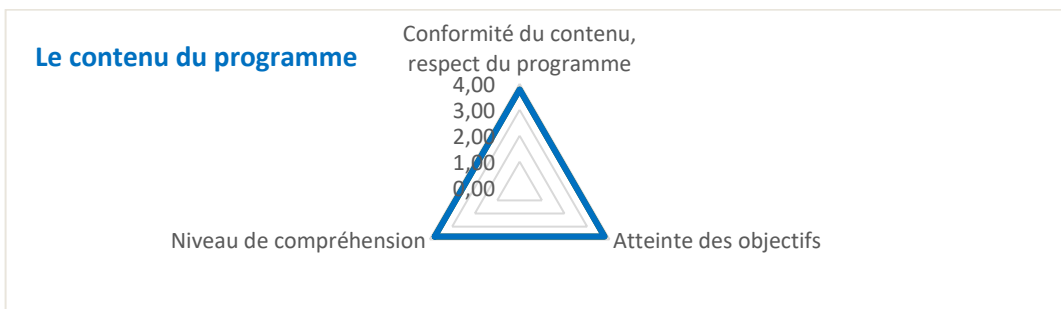 Le contenu du programme
Conformité du contenu,
respect du programme
4,00
3,00
2,00
1,00
0,00
Niveau de compréhension
Atteinte des objectifs